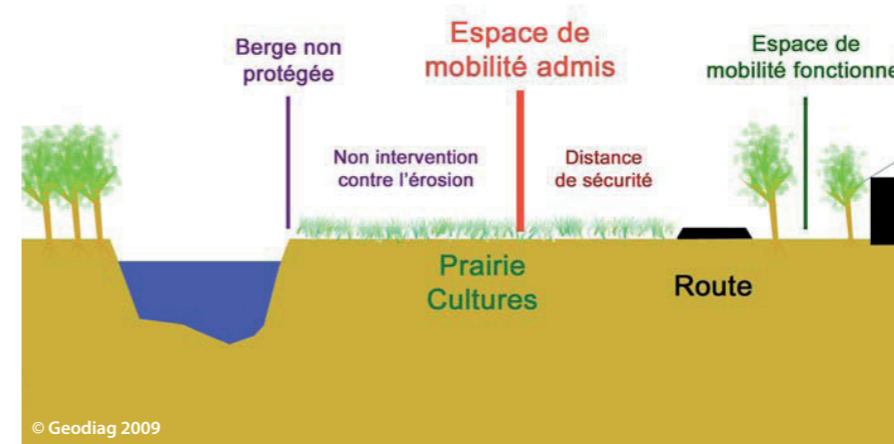 Berge non
protégée
Espace de
mobilité admis
Espace de
mobilité fonctionne
Non intervention
contre l'érosion
Distance
de sécurité
Prairie
Cultures
Route
© Geodiag 2009